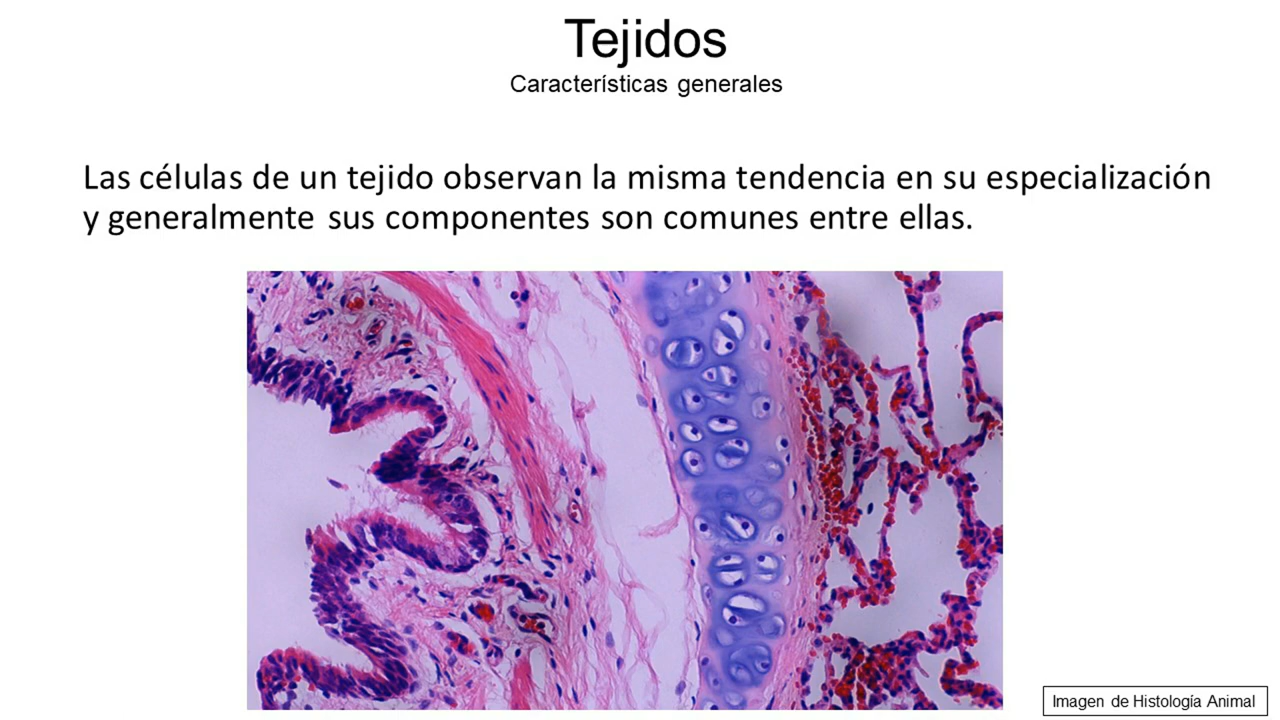 Tejidos
Características generales
Las células de un tejido observan la misma tendencia en su especialización
y generalmente sus componentes son comunes entre ellas.
Imagen de Histología Animal